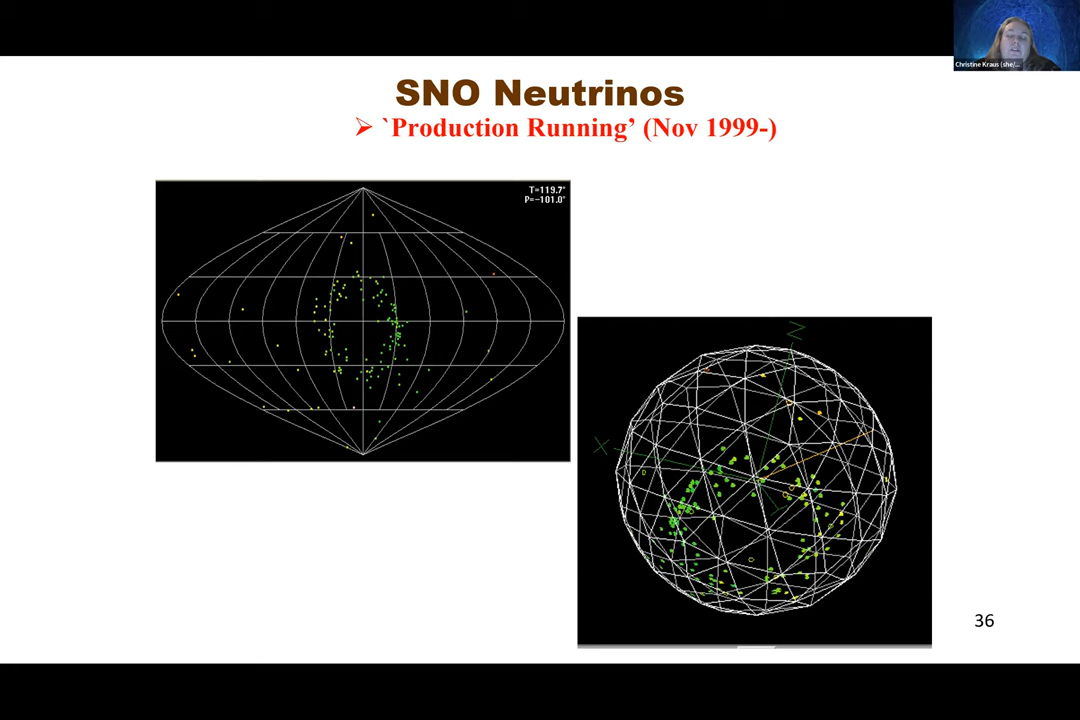 Christine Kraus (she/...
SNO Neutrinos
➢ `Production Running’ (Nov 1999-)
T=119.7°
P=-101.0°
Z
X
Y
36